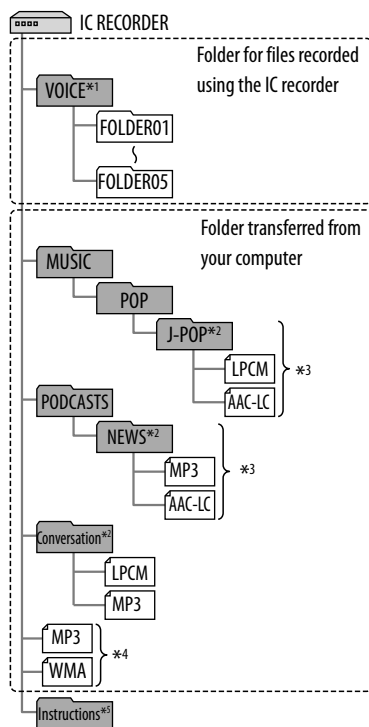 IC RECORDER
Folder for files recorded
using the IC recorder
VOICE*1
FOLDER01
FOLDER05
Folder transferred from
your computer
MUSIC
POP
J-POP*2
LPCM
*3
AAC-LC
PODCASTS
NEWS*2
MP3
*3
AAC-LC
Conversation*2
LPCM
MP3
MP3
*4
WMA
Instructions*5